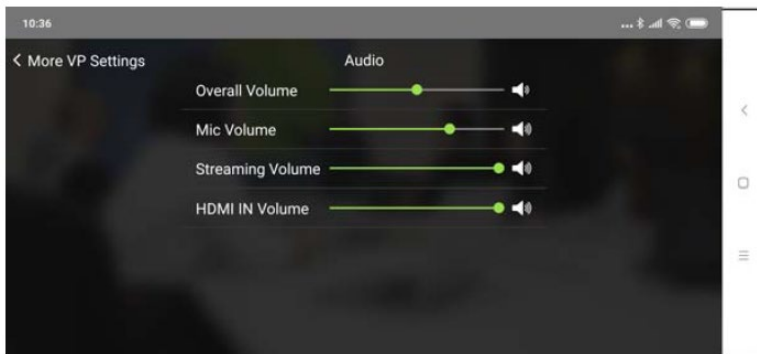 10:36
More VP Settings
Audio
Overall Volume
Mic Volume
Streaming Volume
HDMI IN Volume